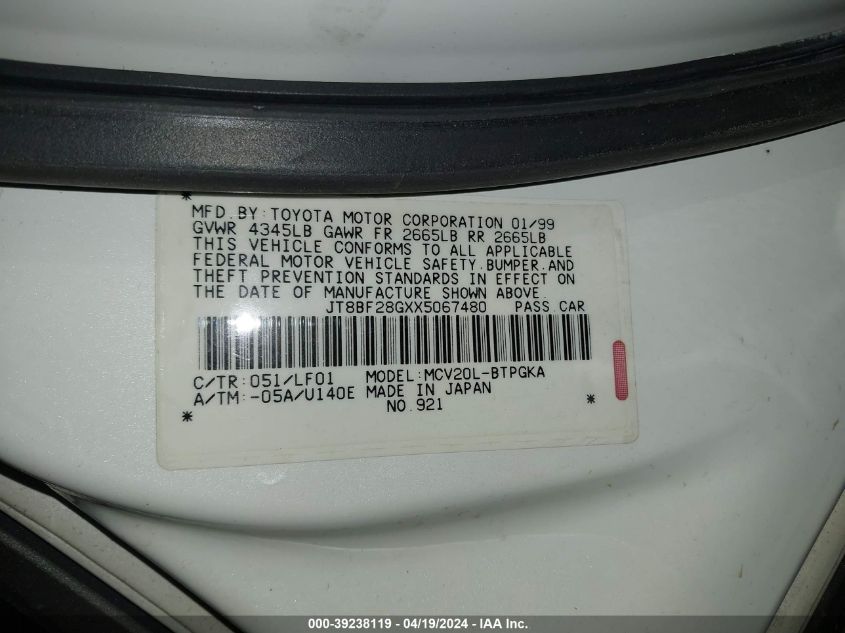 MFD. BY: TOYOTA MOTOR CORPORATION 01/99
GVWR 4345LB GAWR FR 2665LB RR 2665LB
THIS VEHICLE CONFORMS TO ALL APPLICABLE
FEDERAL MOTOR VEHICLE SAFETY, BUMPER, AND
THEFT PREVENTION STANDARDS IN EFFECT ON
THE DATE OF MANUFACTURE SHOWN ABOVE.
JT8BF28GXX5067480 PASS. CAR
C/TR: 051/LF01 MODEL: MCV20L-BTPGKA
A/TM: -05A/U140E MADE IN JAPAN
NO. 921
000-39238119 - 04/19/2024 - IAA Inc.